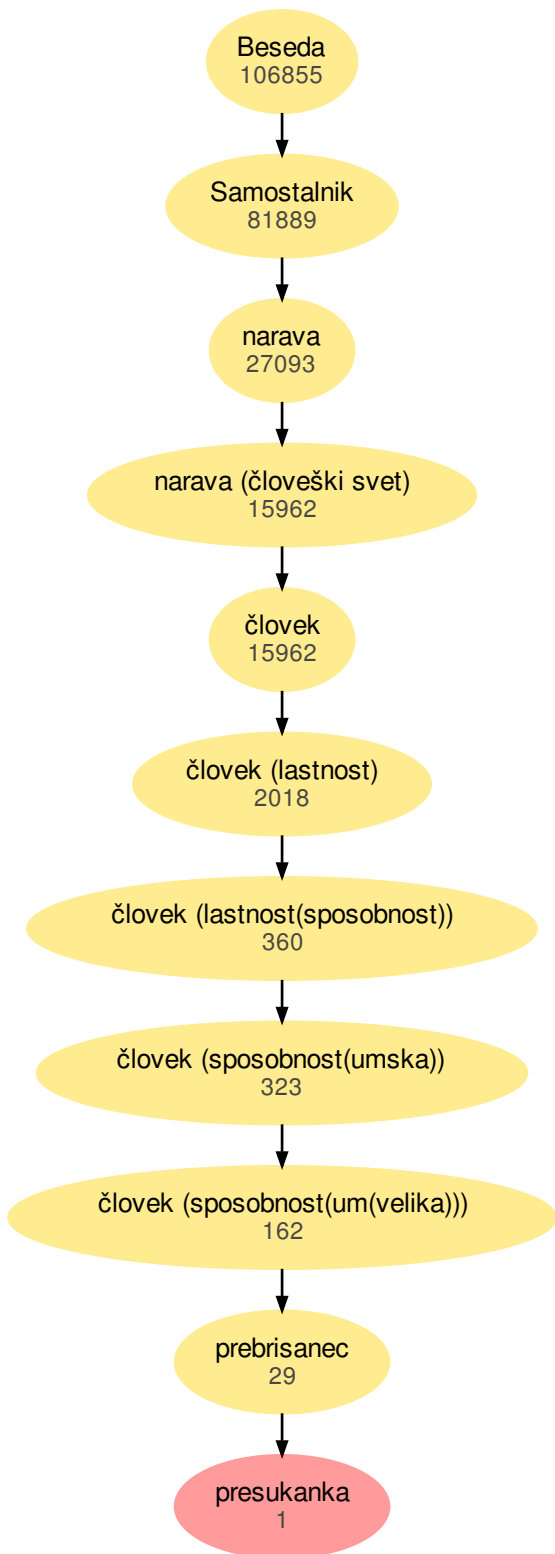 Beseda
106855
Samostalnik
81889
narava
27093
narava (človeški svet)
15962
človek
15962
človek (lastnost)
2018
človek (lastnost(sposobnost))
360
človek (sposobnost(umska))
323
človek (sposobnost(um(velika)))
162
prebrisanec
29
presukanka
1